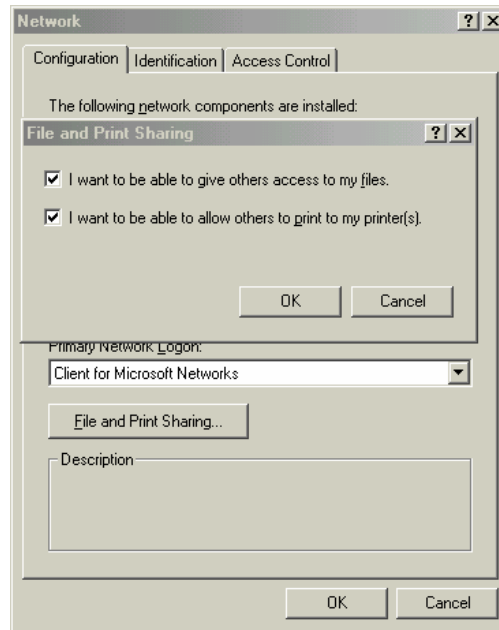 Network
Configuration Identification Access Control
The following network components are installed:
File and Print Sharing
I want to be able to give others access to my files.
I want to be able to allow others to print to my printer(s).
OK Cancel
Primary Network Logon:
Client for Microsoft Networks
File and Print Sharing...
Description
OK Cancel